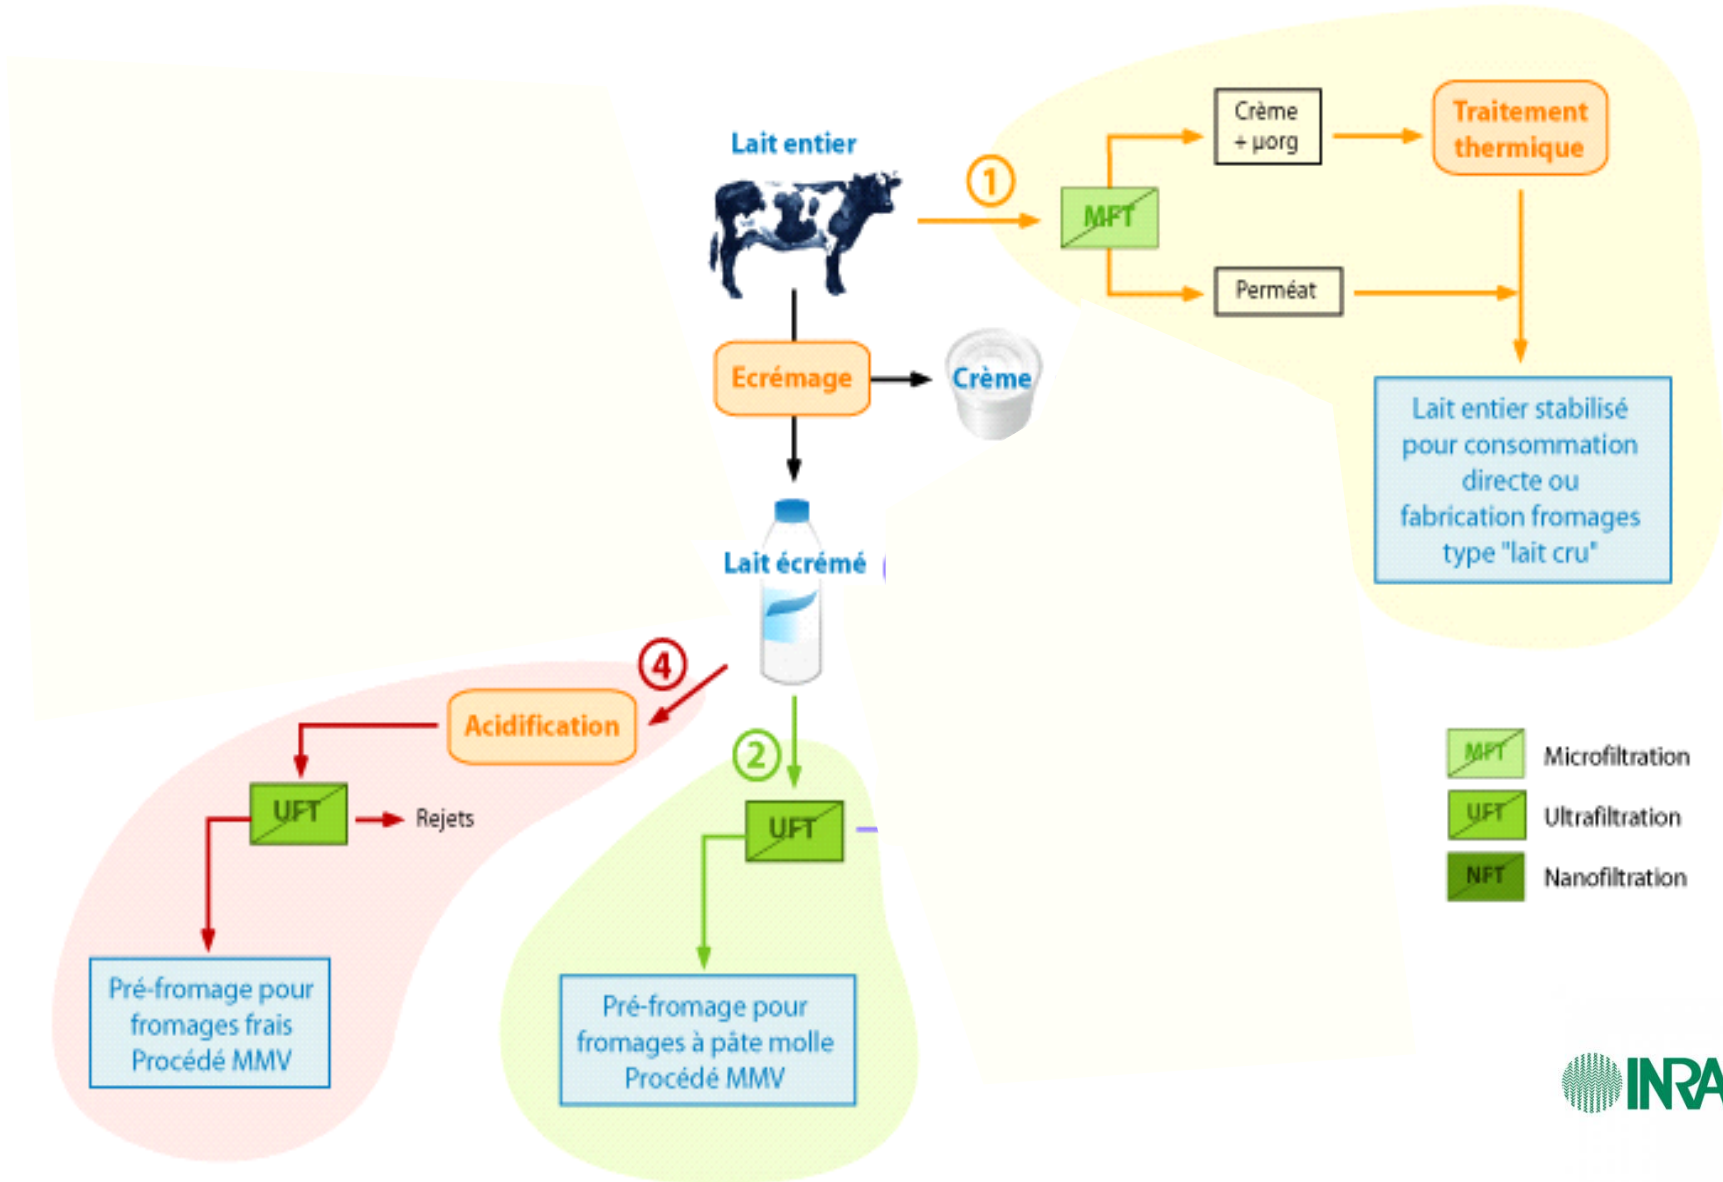 Lait entier
1
MFT
Crème
+ µorg
Traitement
thermique
Perméat
Ecrémage
Crème
Lait entier stabilisé
pour consommation
directe ou
fabrication fromages
type "lait cru"
Lait écrémé
4
Acidification
UFT
Rejets
Pré-fromage pour
fromages frais
Procédé MMV
2
UFT
Pré-fromage pour
fromages à pâte molle
Procédé MMV
MFT Microfiltration
UFT Ultrafiltration
NFT Nanofiltration
INRA